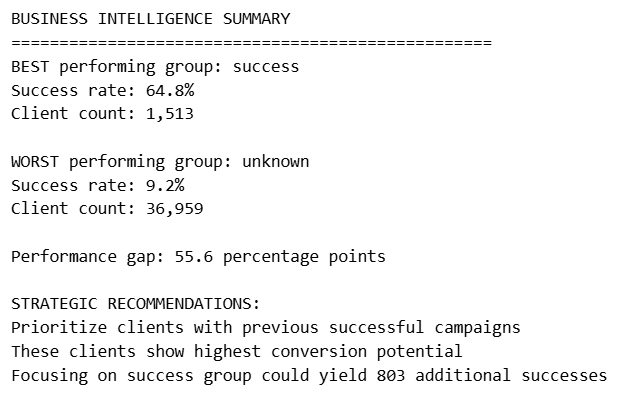 BUSINESS INTELLIGENCE SUMMARY
==================================================
BEST performing group: success
Success rate: 64.8%
Client count: 1,513
WORST performing group: unknown
Success rate: 9.2%
Client count: 36,959
Performance gap: 55.6 percentage points
STRATEGIC RECOMMENDATIONS:
Prioritize clients with previous successful campaigns
These clients show highest conversion potential
Focusing on success group could yield 803 additional successes